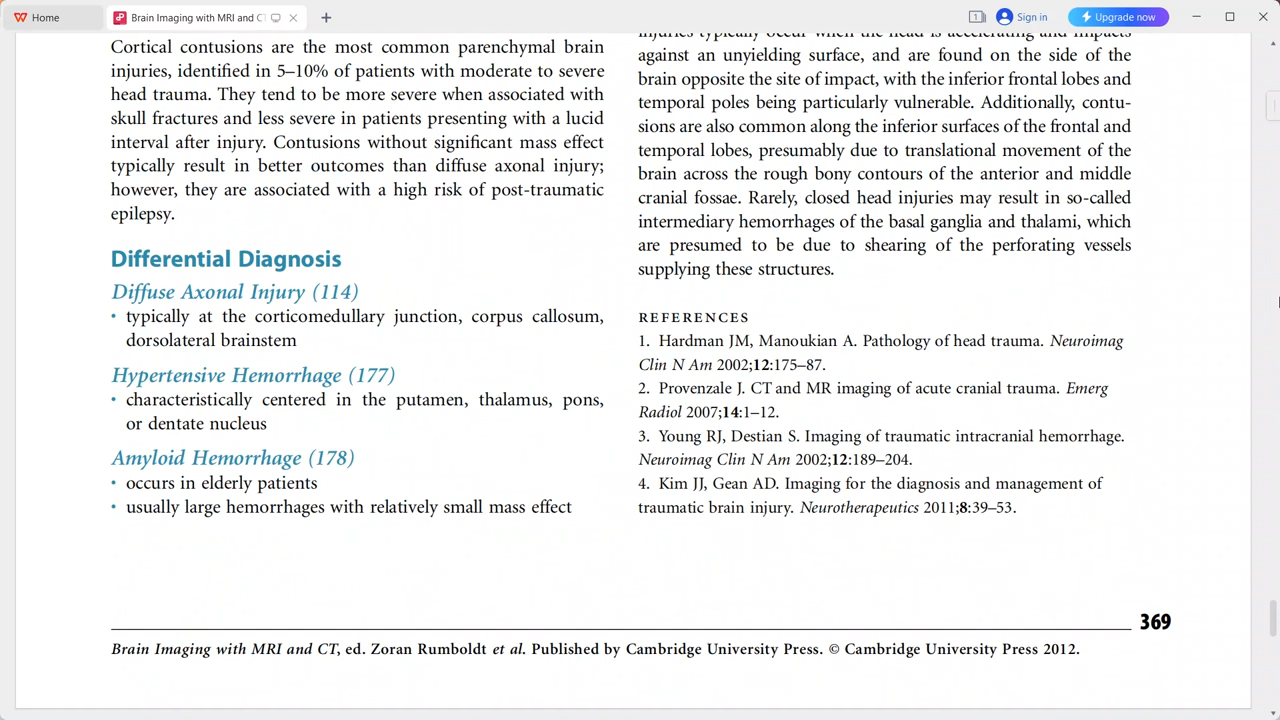 Home
Brain Imaging with MRI and C
Sign in
Upgrade now
Cortical contusions are the most common parenchymal brain
injuries, identified in 5–10% of patients with moderate to severe
head trauma. They tend to be more severe when associated with
skull fractures and less severe in patients presenting with a lucid
interval after injury. Contusions without significant mass effect
typically result in better outcomes than diffuse axonal injury;
however, they are associated with a high risk of post-traumatic
epilepsy.
Differential Diagnosis
Diffuse Axonal Injury (114)
• typically at the corticomedullary junction, corpus callosum,
dorsolateral brainstem
Hypertensive Hemorrhage (177)
• characteristically centered in the putamen, thalamus, pons,
or dentate nucleus
Amyloid Hemorrhage (178)
• occurs in elderly patients
• usually large hemorrhages with relatively small mass effect
injuries typically occur when the head is accelerating and impacts
against an unyielding surface, and are found on the side of the
brain opposite the site of impact, with the inferior frontal lobes and
temporal poles being particularly vulnerable. Additionally, contu-
sions are also common along the inferior surfaces of the frontal and
temporal lobes, presumably due to translational movement of the
brain across the rough bony contours of the anterior and middle
cranial fossae. Rarely, closed head injuries may result in so-called
intermediary hemorrhages of the basal ganglia and thalami, which
are presumed to be due to shearing of the perforating vessels
supplying these structures.
REFERENCES
1. Hardman JM, Manoukian A. Pathology of head trauma. Neuroimag
Clin N Am 2002;12:175–87.
2. Provenzale J. CT and MR imaging of acute cranial trauma. Emerg
Radiol 2007;14:1–12.
3. Young RJ, Destian S. Imaging of traumatic intracranial hemorrhage.
Neuroimag Clin N Am 2002;12:189–204.
4. Kim JJ, Gean AD. Imaging for the diagnosis and management of
traumatic brain injury. Neurotherapeutics 2011;8:39–53.
369
Brain Imaging with MRI and CT, ed. Zoran Rumboldt et al. Published by Cambridge University Press. © Cambridge University Press 2012.